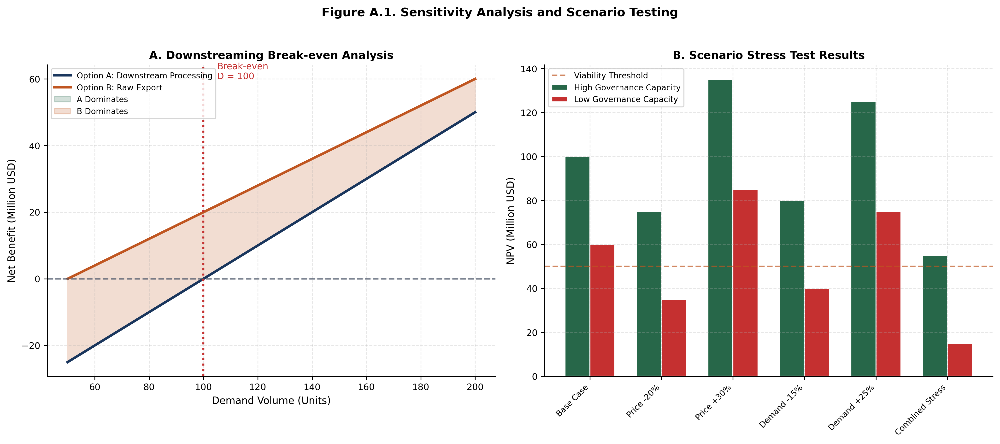 Figure A.1. Sensitivity Analysis and Scenario Testing
A. Downstreaming Break-even Analysis
Break-even
D = 100
Option A: Downstream Processing
Option B: Raw Export
A Dominates
B Dominates
Net Benefit (Million USD)
60
40
20
0
−20
60 80 100 120 140 160 180 200
Demand Volume (Units)
B. Scenario Stress Test Results
Viability Threshold
High Governance Capacity
Low Governance Capacity
NPV (Million USD)
140
120
100
80
60
40
20
0
Base Case
Price -20%
Price +30%
Demand -15%
Demand +25%
Combined Stress